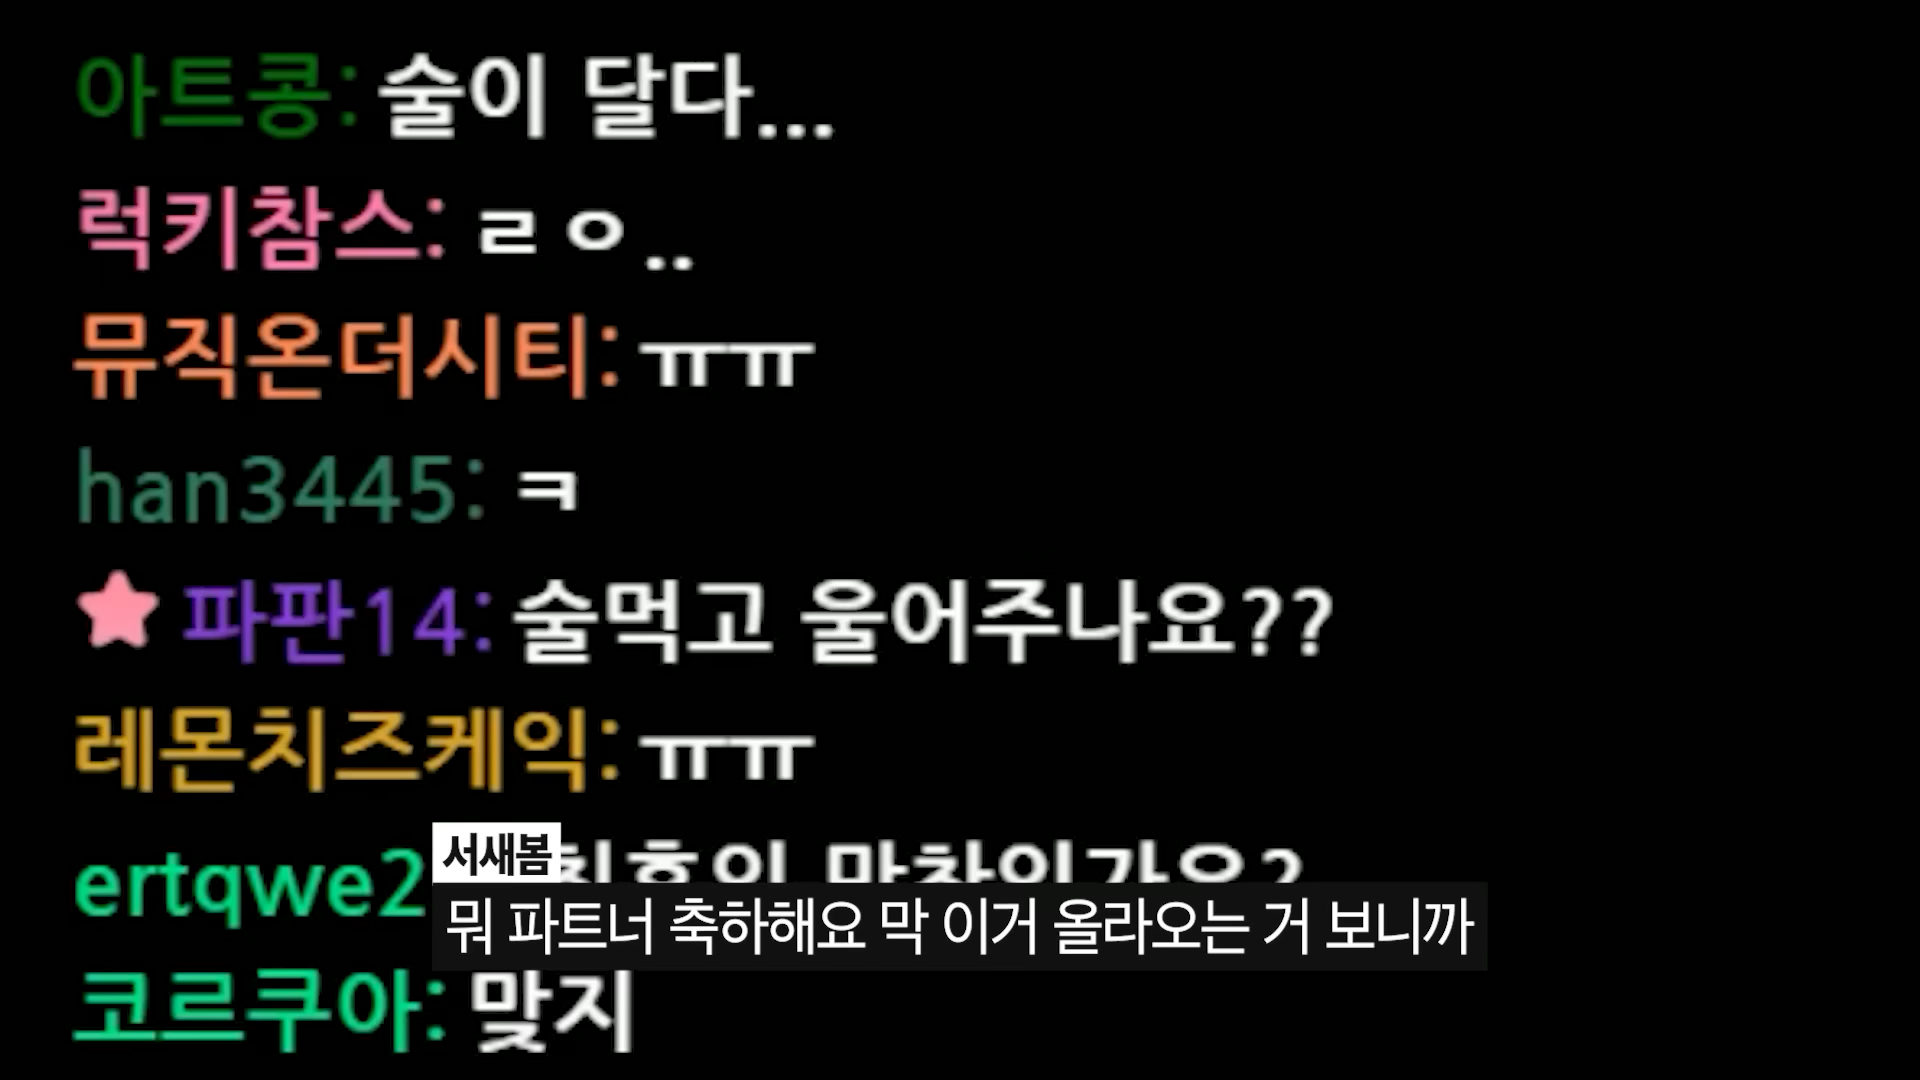 아트콩: 술이 달다...
럭키참스: ㄹㅇ..
뮤직온더시티: ㅠㅠ
han3445: ㅋ
파판14: 술먹고 울어주나요??
레몬치즈케익: ㅠㅠ
ertqwe2
서새봄
뭐 파트너 축하해요 막 이거 올라오는 거 보니까
코르쿠아: 맞지